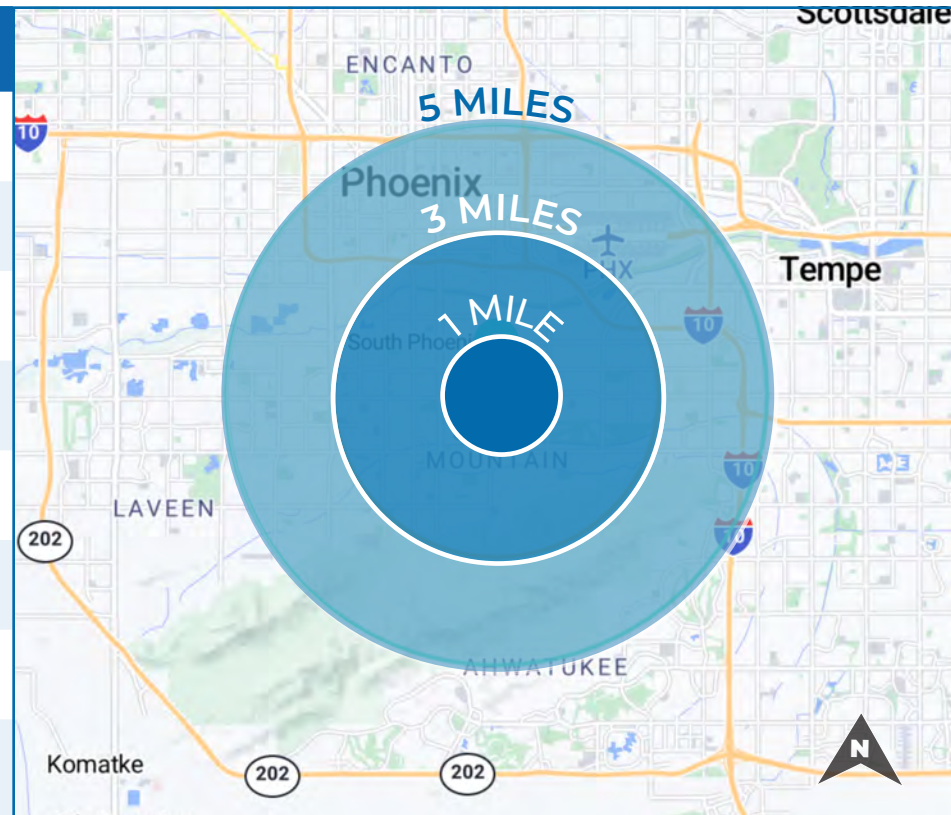 Scottsdale
ENCANTO
5 MILES
10
Phoenix
3 MILES
PHX
Tempe
1 MILE
10
South Phoenix
MOUNTAIN
10
LAVEEN
202
10
AHWATUKEE
N
Komatke
202
202